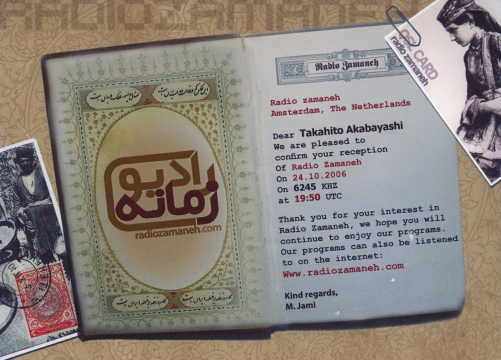 RADIOZAMANEH
QSL CARD
radio zamaneh
Radio Zamaneh
رادیو
زمانه
radiozamaneh.com
Radio zamaneh
Amsterdam, The Netherlands
Dear Takahito Akabayashi
We are pleased to
confirm your reception
Of Radio Zamaneh
On 24.10.2006
On 6245 KHZ
at 19:50 UTC
Thank you for your interest in
Radio Zamaneh, we hope you will
continue to enjoy our programs.
Our programs can also be listened
to on the internet:
Www.radiozamaneh.com
Kind regards,
M. Jami